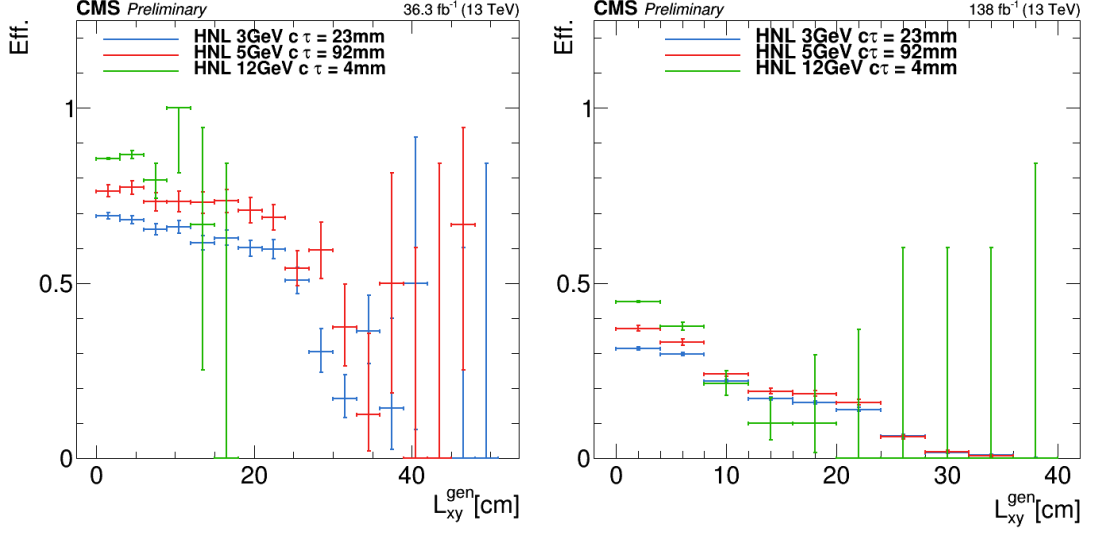 CMS Preliminary 36.3 fb⁻¹ (13 TeV)
Eff.
HNL 3GeV c τ = 23mm
HNL 5GeV c τ = 92mm
HNL 12GeV c τ = 4mm
1
0.5
0
0 20 40
L_xy^gen [cm]
CMS Preliminary 138 fb⁻¹ (13 TeV)
Eff.
HNL 3GeV cτ = 23mm
HNL 5GeV cτ = 92mm
HNL 12GeV cτ = 4mm
1
0.5
0
0 10 20 30 40
L_xy^gen [cm]